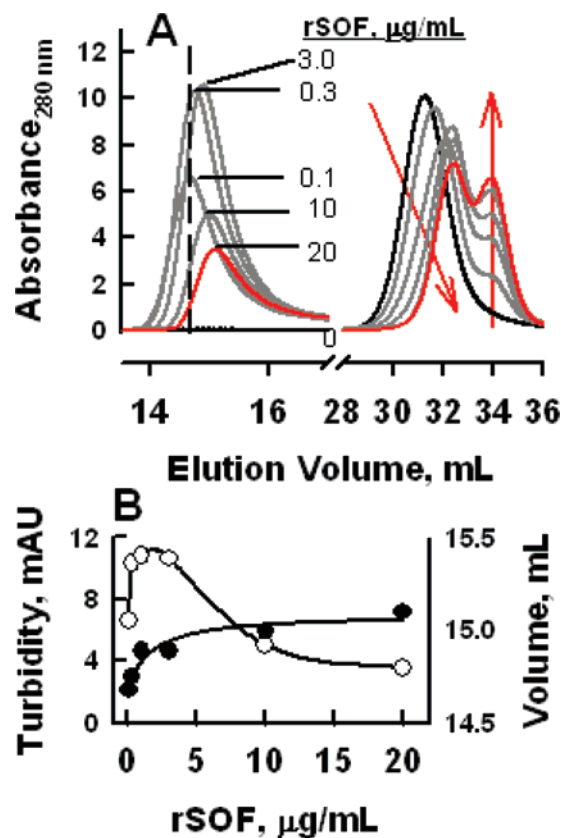 A
rSOF, µg/mL
12
10
8
6
4
2
0
Absorbance280 nm
3.0
0.3
0.1
10
20
0
14 16 28 30 32 34 36
Elution Volume, mL
B
12
8
4
0
Turbidity, mAU
15.5
15.0
14.5
Volume, mL
0 5 10 15 20
rSOF, µg/mL